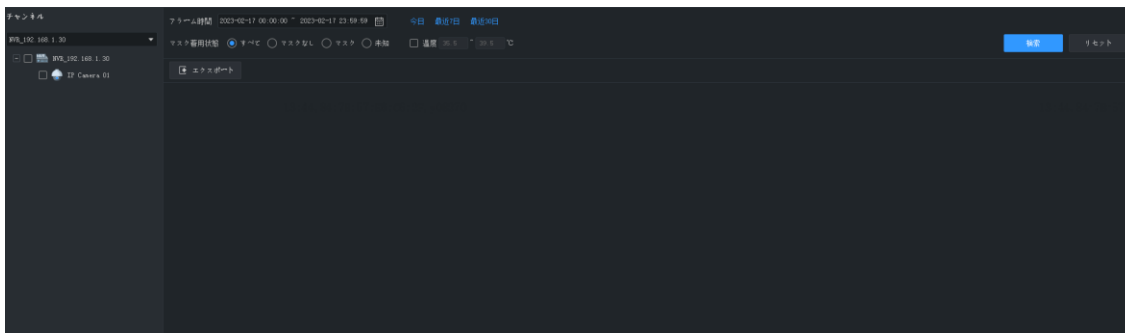 チャンネル
NVR_192.168.1.30
NVR_192.168.1.30
IP Camera 01
アラーム時間 2023-02-17 00:00:00 ~ 2023-02-17 23:59:59 今日 最近7日 最近30日
マスク着用状態 すべて マスクなし マスク 未知 温度 35.5 ~ 39.5 ℃ 検索 リセット
エクスポート